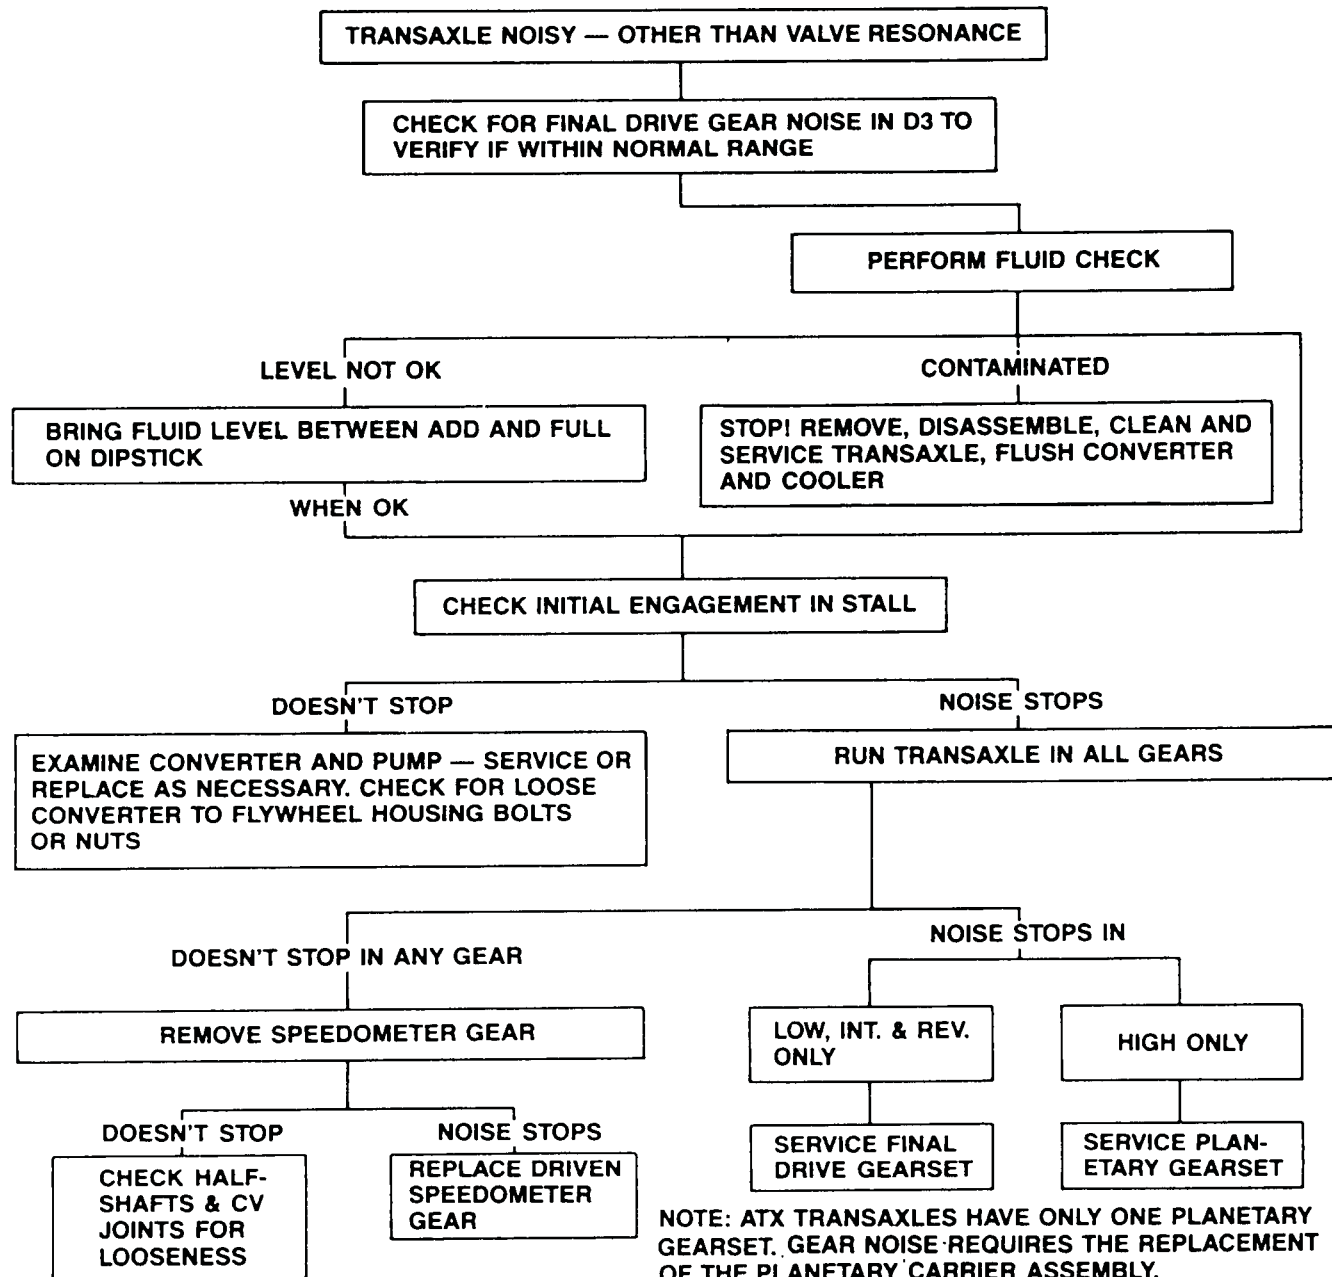 TRANSAXLE NOISY — OTHER THAN VALVE RESONANCE
CHECK FOR FINAL DRIVE GEAR NOISE IN D3 TO
VERIFY IF WITHIN NORMAL RANGE
PERFORM FLUID CHECK
LEVEL NOT OK
CONTAMINATED
BRING FLUID LEVEL BETWEEN ADD AND FULL
ON DIPSTICK
STOP! REMOVE, DISASSEMBLE, CLEAN AND
SERVICE TRANSAXLE, FLUSH CONVERTER
AND COOLER
WHEN OK
CHECK INITIAL ENGAGEMENT IN STALL
DOESN'T STOP
NOISE STOPS
EXAMINE CONVERTER AND PUMP — SERVICE OR
REPLACE AS NECESSARY. CHECK FOR LOOSE
CONVERTER TO FLYWHEEL HOUSING BOLTS
OR NUTS
RUN TRANSAXLE IN ALL GEARS
DOESN'T STOP IN ANY GEAR
NOISE STOPS IN
REMOVE SPEEDOMETER GEAR
LOW, INT. & REV.
ONLY
HIGH ONLY
DOESN'T STOP
NOISE STOPS
CHECK HALF-
SHAFTS & CV
JOINTS FOR
LOOSENESS
REPLACE DRIVEN
SPEEDOMETER
GEAR
SERVICE FINAL
DRIVE GEARSET
SERVICE PLAN-
ETARY GEARSET
NOTE: ATX TRANSAXLES HAVE ONLY ONE PLANETARY
GEARSET. GEAR NOISE REQUIRES THE REPLACEMENT
OF THE PLANETARY CARRIER ASSEMBLY.